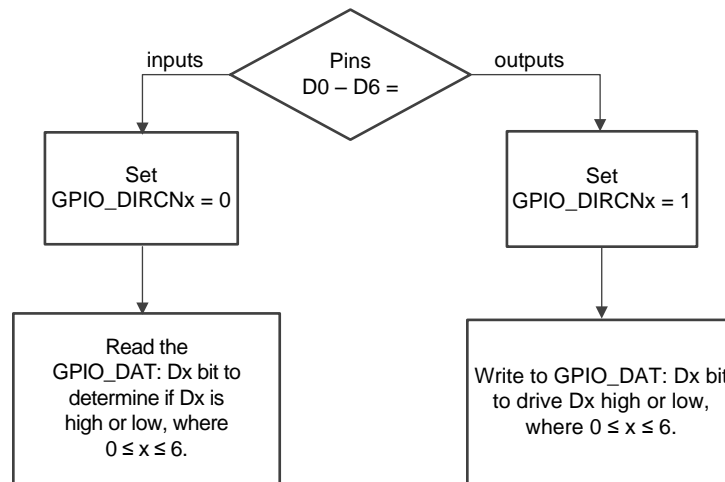 inputs
Pins
D0 – D6 =
outputs
Set
GPIO_DIRCNx = 0
Set
GPIO_DIRCNx = 1
Read the
GPIO_DAT: Dx bit to
determine if Dx is
high or low, where
0 ≤ x ≤ 6.
Write to GPIO_DAT: Dx bit
to drive Dx high or low,
where 0 ≤ x ≤ 6.